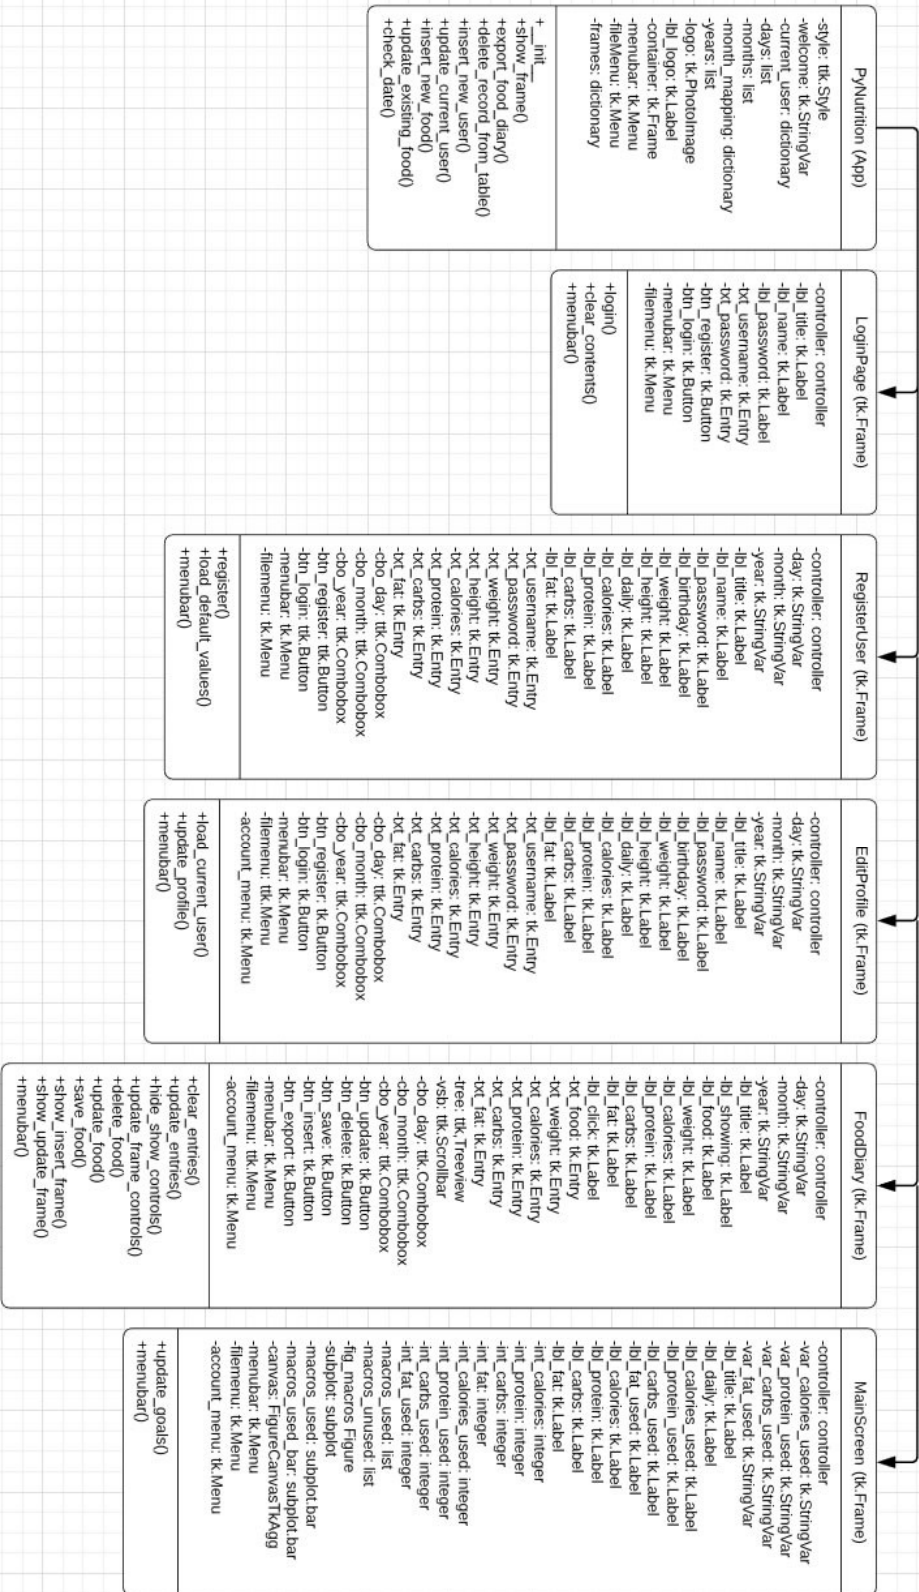 PyNutrition (App)
-style: ttk.Style
-welcome: tk.StringVar
-current_user: dictionary
-days: list
-months: list
-month_mapping: dictionary
-years: list
-logo: tk.PhotoImage
-lbl_logo: tk.Label
-container: tk.Frame
-menubar: tk.Menu
-fileMenu: tk.Menu
-frames: dictionary
+__init__
+show_frame()
+export_food_diary()
+delete_record_from_table()
+insert_new_user()
+update_current_user()
+insert_new_food()
+update_existing_food()
+check_date()
LoginPage (tk.Frame)
-controller: controller
-lbl_title: tk.Label
-lbl_name: tk.Label
-lbl_password: tk.Label
-txt_username: tk.Entry
-txt_password: tk.Entry
-btn_register: tk.Button
-btn_login: tk.Button
-menubar: tk.Menu
-filemenu: tk.Menu
+login()
+clear_contents()
+menubar()
RegisterUser (tk.Frame)
-controller: controller
-day: tk.StringVar
-month: tk.StringVar
-year: tk.StringVar
-lbl_title: tk.Label
-lbl_name: tk.Label
-lbl_password: tk.Label
-lbl_birthday: tk.Label
-lbl_weight: tk.Label
-lbl_height: tk.Label
-lbl_daily: tk.Label
-lbl_calories: tk.Label
-lbl_protein: tk.Label
-lbl_carbs: tk.Label
-lbl_fat: tk.Label
-txt_username: tk.Entry
-txt_password: tk.Entry
-txt_weight: tk.Entry
-txt_height: tk.Entry
-txt_calories: tk.Entry
-txt_protein: tk.Entry
-txt_carbs: tk.Entry
-txt_fat: tk.Entry
-cbo_day: ttk.Combobox
-cbo_month: ttk.Combobox
-cbo_year: ttk.Combobox
-btn_register: ttk.Button
-btn_login: tk.Button
-menubar: tk.Menu
-filemenu: tk.Menu
+register()
+load_default_values()
+menubar()
EditProfile (tk.Frame)
-controller: controller
-day: tk.StringVar
-month: tk.StringVar
-year: tk.StringVar
-lbl_title: tk.Label
-lbl_name: tk.Label
-lbl_password: tk.Label
-lbl_birthday: tk.Label
-lbl_weight: tk.Label
-lbl_height: tk.Label
-lbl_daily: tk.Label
-lbl_calories: tk.Label
-lbl_protein: tk.Label
-lbl_carbs: tk.Label
-lbl_fat: tk.Label
-txt_username: tk.Entry
-txt_password: tk.Entry
-txt_weight: tk.Entry
-txt_height: tk.Entry
-txt_calories: tk.Entry
-txt_protein: tk.Entry
-txt_carbs: tk.Entry
-txt_fat: tk.Entry
-cbo_day: ttk.Combobox
-cbo_month: ttk.Combobox
-cbo_year: ttk.Combobox
-btn_register: tk.Button
-btn_login: tk.Button
-menubar: tk.Menu
-filemenu: ttk.Menu
-account_menu: tk.Menu
+load_current_user()
+update_profile()
+menubar()
FoodDiary (tk.Frame)
-controller: controller
-day: tk.StringVar
-month: tk.StringVar
-year: tk.StringVar
-lbl_title: tk.Label
-lbl_showing: tk.Label
-lbl_food: tk.Label
-lbl_weight: tk.Label
-lbl_calories: tk.Label
-lbl_protein: tk.Label
-lbl_carbs: tk.Label
-lbl_fat: tk.Label
-lbl_click: tk.Label
-txt_food: tk.Entry
-txt_weight: tk.Entry
-txt_calories: tk.Entry
-txt_protein: tk.Entry
-txt_carbs: tk.Entry
-txt_fat: tk.Entry
-tree: ttk.Treeview
-vsb: ttk.Scrollbar
-cbo_day: ttk.Combobox
-cbo_month: ttk.Combobox
-cbo_year: ttk.Combobox
-btn_update: tk.Button
-btn_delete: tk.Button
-btn_save: tk.Button
-btn_insert: tk.Button
-btn_export: tk.Button
-menubar: tk.Menu
-filemenu: tk.Menu
-account_menu: tk.Menu
+clear_entries()
+update_entries()
+hide_show_controls()
+update_frame_controls()
+delete_food()
+update_food()
+save_food()
+show_insert_frame()
+show_update_frame()
+menubar()
MainScreen (tk.Frame)
-controller: controller
-var_calories_used: tk.StringVar
-var_protein_used: tk.StringVar
-var_carbs_used: tk.StringVar
-var_fat_used: tk.StringVar
-lbl_title: tk.Label
-lbl_daily: tk.Label
-lbl_calories_used: tk.Label
-lbl_protein_used: tk.Label
-lbl_carbs_used: tk.Label
-lbl_fat_used: tk.Label
-lbl_calories: tk.Label
-lbl_protein: tk.Label
-lbl_carbs: tk.Label
-lbl_fat: tk.Label
-int_calories: integer
-int_protein: integer
-int_carbs: integer
-int_fat: integer
-int_calories_used: integer
-int_protein_used: integer
-int_carbs_used: integer
-int_fat_used: integer
-macros_used: list
-macros_unused: list
-fig_macros Figure
-subplot: subplot
-macros_used: subplot.bar
-macros_used_bar: subplot.bar
-canvas: FigureCanvasTkAgg
-menubar: tk.Menu
-filemenu: tk.Menu
-account_menu: tk.Menu
+update_goals()
+menubar()